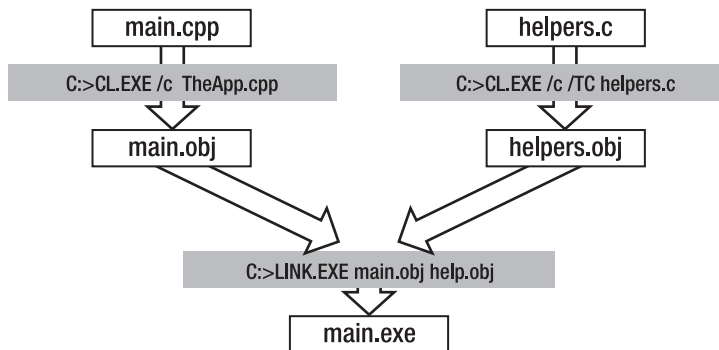 main.cpp
helpers.c
C:>CL.EXE /c TheApp.cpp
C:>CL.EXE /c /TC helpers.c
main.obj
helpers.obj
C:>LINK.EXE main.obj help.obj
main.exe